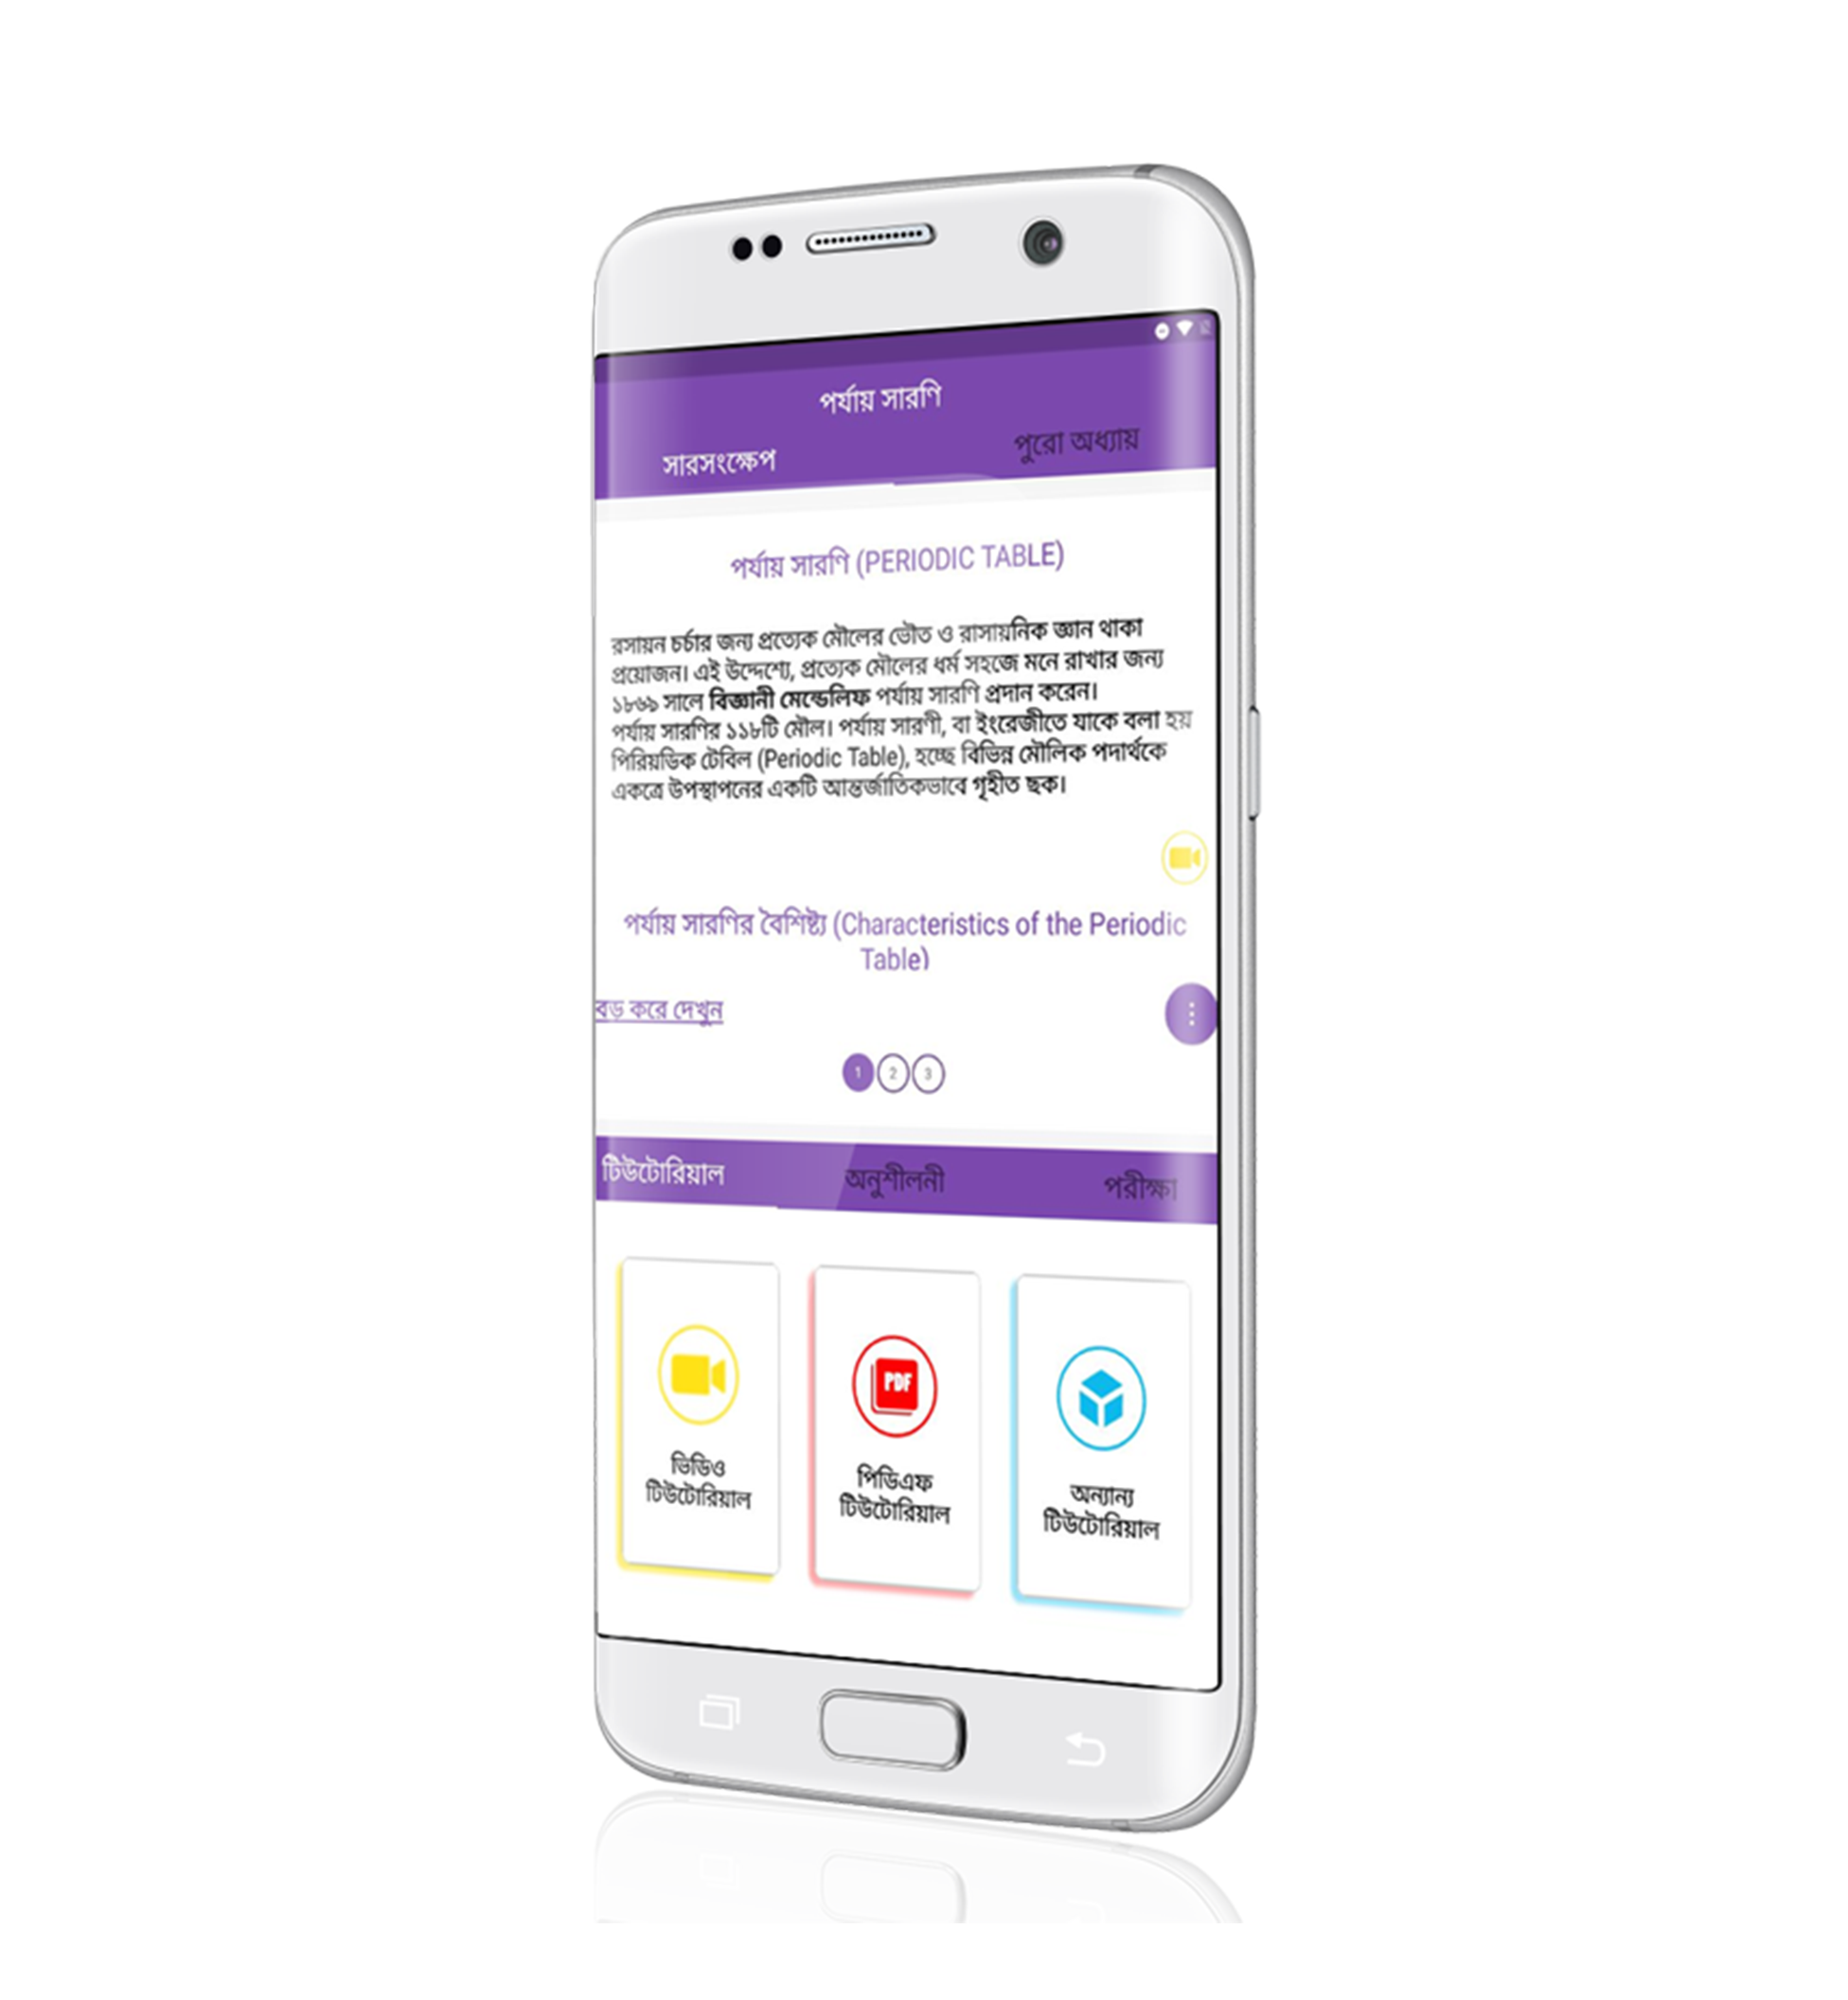 পর্যায় সারণি
সারসংক্ষেপ
পুরো অধ্যায়
পর্যায় সারণি (PERIODIC TABLE)
রসায়ন চর্চার জন্য প্রত্যেক মৌলের ভৌত ও রাসায়নিক জ্ঞান থাকা
প্রয়োজন। এই উদ্দেশ্যে, প্রত্যেক মৌলের ধর্ম সহজে মনে রাখার জন্য
১৮৬৯ সালে বিজ্ঞানী মেন্ডেলিফ পর্যায় সারণি প্রদান করেন।
পর্যায় সারণির ১১৮টি মৌল। পর্যায় সারণী, বা ইংরেজীতে যাকে বলা হয়
পিরিয়ডিক টেবিল (Periodic Table), হচ্ছে বিভিন্ন মৌলিক পদার্থকে
একত্রে উপস্থাপনের একটি আন্তর্জাতিকভাবে গৃহীত ছক।
পর্যায় সারণির বৈশিষ্ট্য (Characteristics of the Periodic
Table)
বড় করে দেখুন
1 2 3
টিউটোরিয়াল
অনুশীলনী
পরীক্ষা
PDF
ভিডিও
টিউটোরিয়াল
পিডিএফ
টিউটোরিয়াল
অন্যান্য
টিউটোরিয়াল